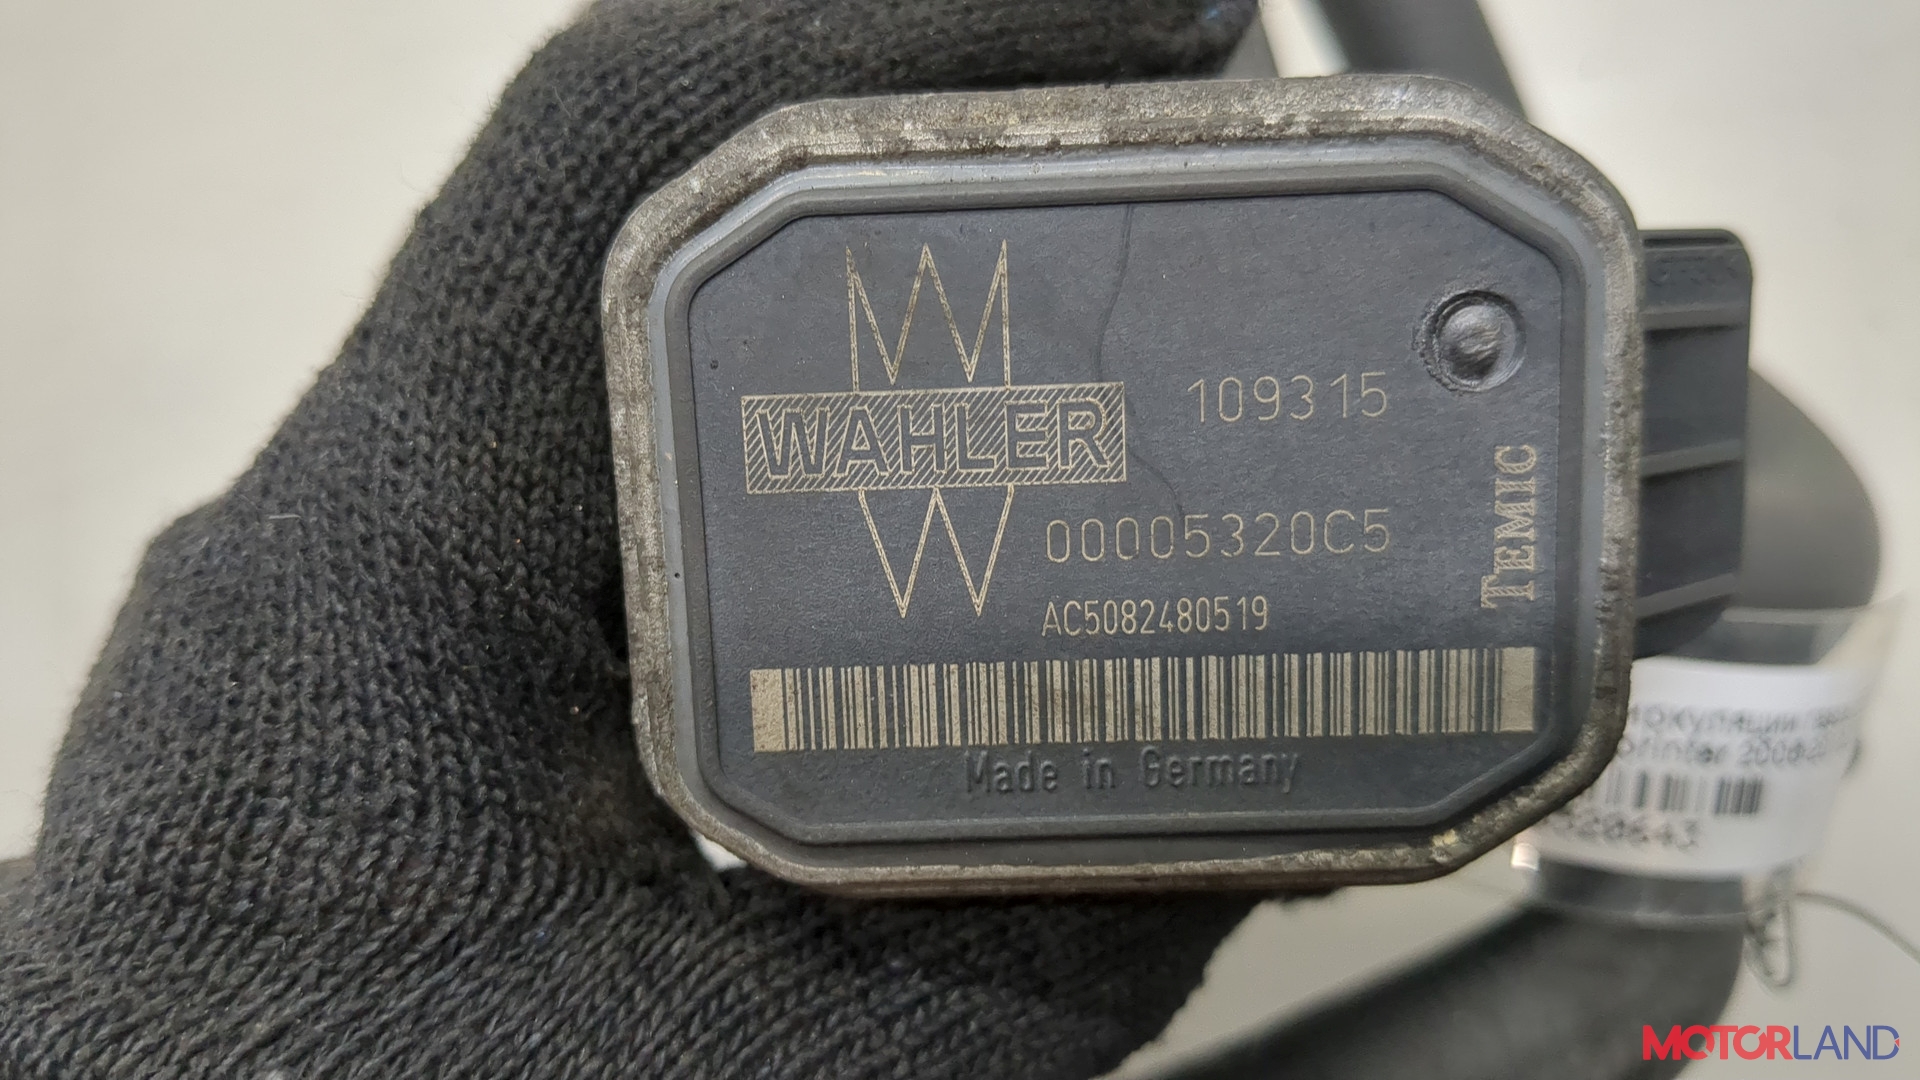 WAHLER
109315
TEMIC
00005320C5
AC5082480519
Made in Germany
MOTORLAND